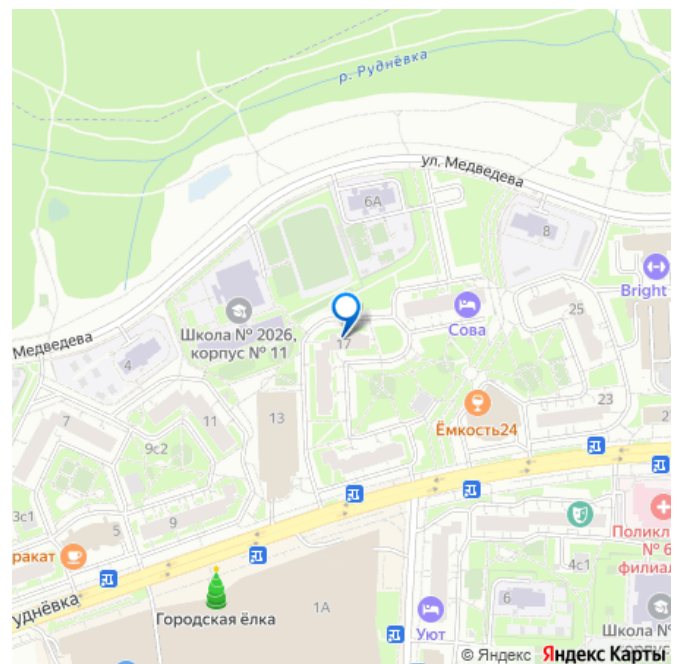 р. Руднёвка
ул. Медведева
6А
8
Bright
25
Сова
Школа № 2026,
корпус № 11
Медведева
17
4
23
Ёмкость24
7
11
13
9с2
3с1
5
9
ракат
уднёвка
Городская ёлка
1А
Уют
6
4с1
Поликл
№ 6
филиал
Школа №
© Яндекс Яндекс Карты